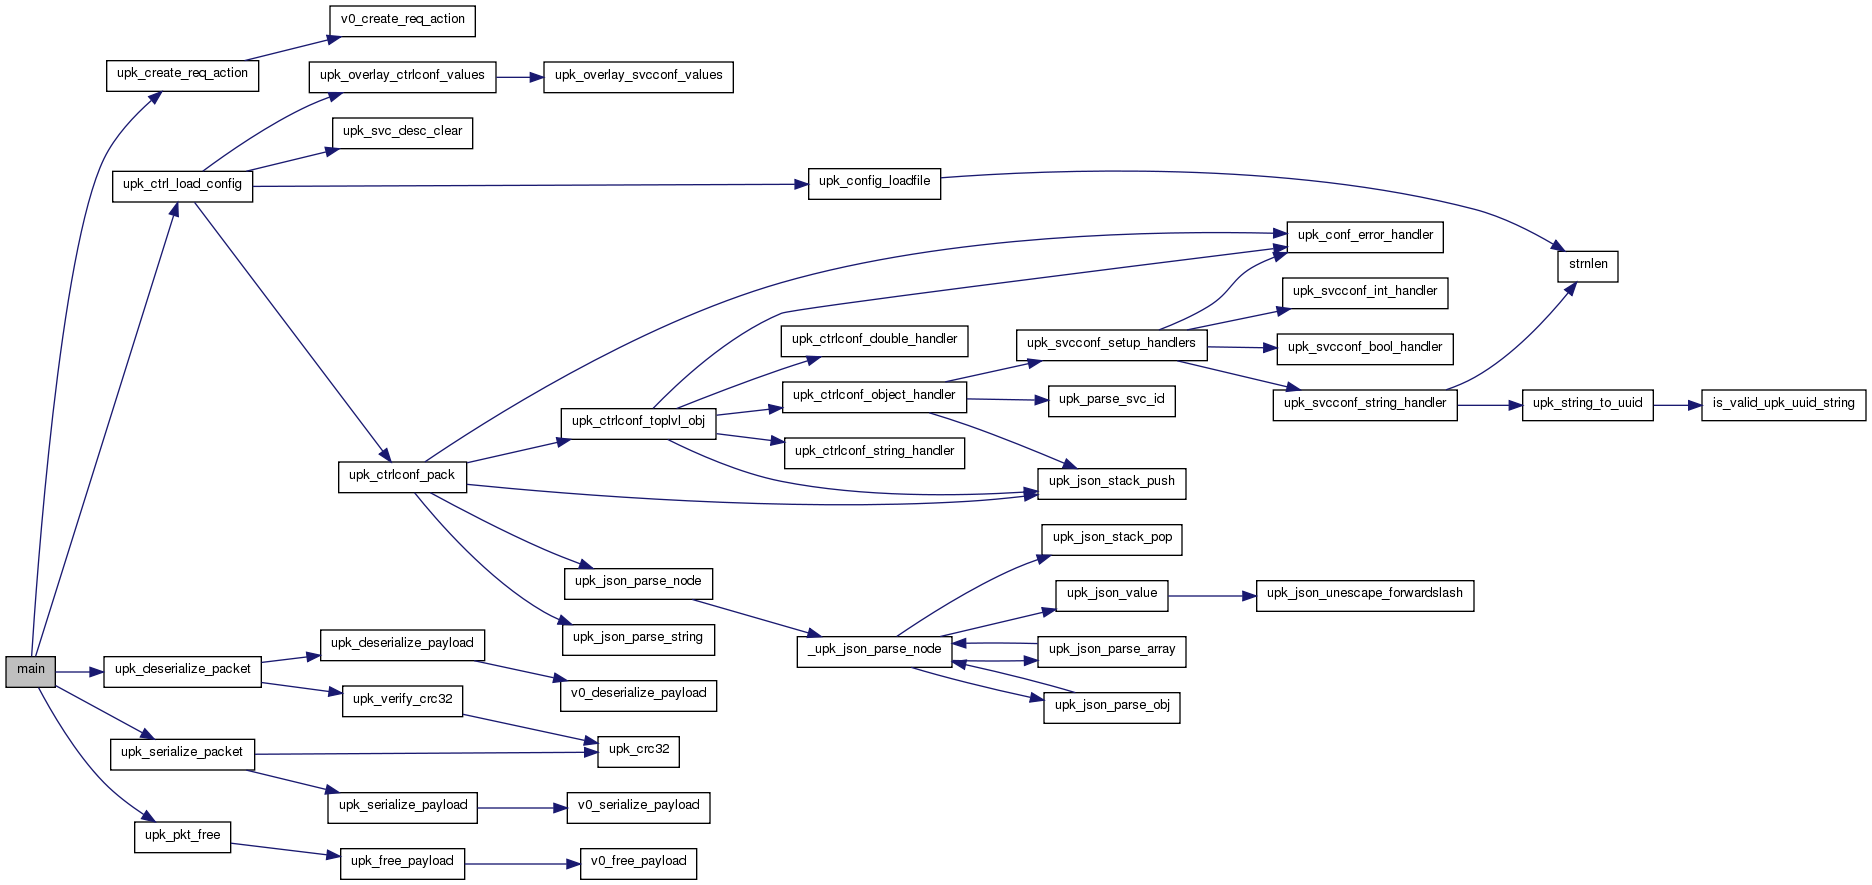 v0_create_req_action
upk_create_req_action
upk_overlay_ctrlconf_values
upk_overlay_svcconf_values
upk_svc_desc_clear
upk_ctrl_load_config
upk_config_loadfile
upk_conf_error_handler
strnlen
upk_svcconf_int_handler
upk_ctrlconf_double_handler
upk_svcconf_setup_handlers
upk_svcconf_bool_handler
upk_ctrlconf_object_handler
upk_parse_svc_id
upk_svcconf_string_handler
upk_string_to_uuid
is_valid_upk_uuid_string
upk_ctrlconf_toplvl_obj
upk_ctrlconf_string_handler
upk_ctrlconf_pack
upk_json_stack_push
upk_json_stack_pop
upk_json_parse_node
upk_json_value
upk_json_unescape_forwardslash
upk_json_parse_string
_upk_json_parse_node
upk_json_parse_array
upk_json_parse_obj
main
upk_deserialize_packet
upk_deserialize_payload
v0_deserialize_payload
upk_verify_crc32
upk_serialize_packet
upk_crc32
upk_serialize_payload
v0_serialize_payload
upk_pkt_free
upk_free_payload
v0_free_payload